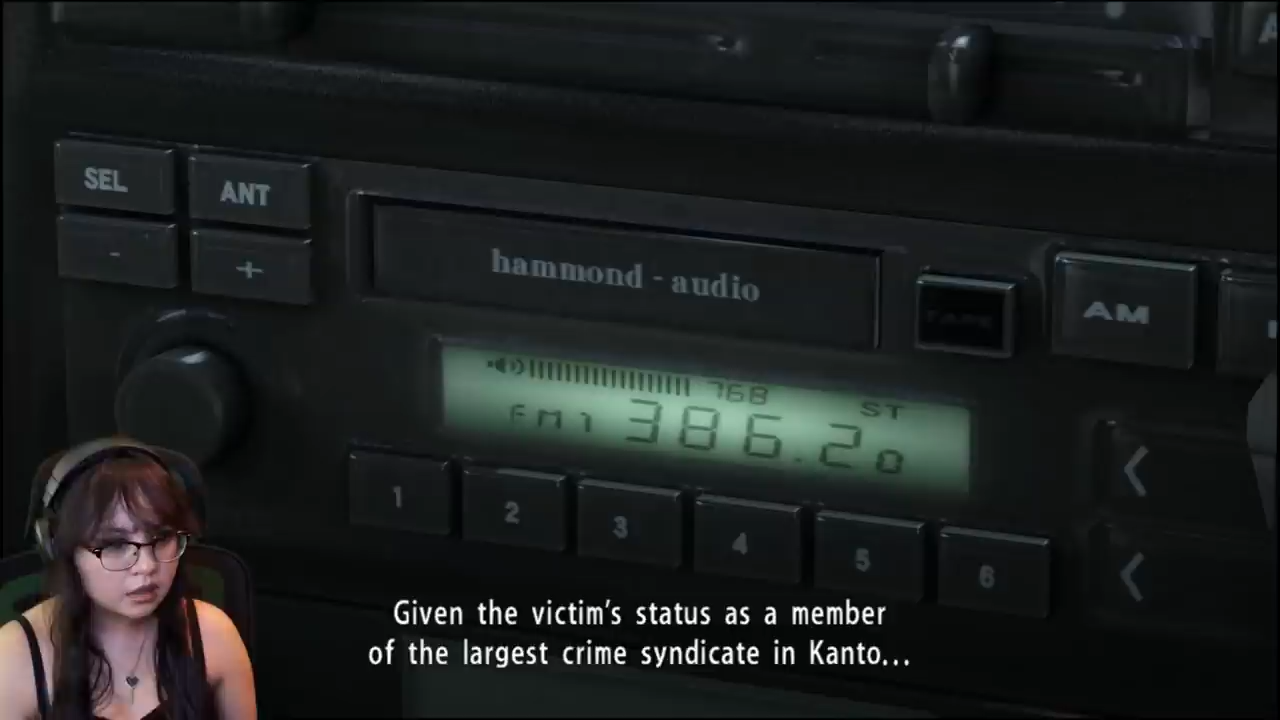 SEL
ANT
-
+
hammond - audio
AM
768
ST
FM1 386.20
1
2
3
4
5
6
Given the victim's status as a member
of the largest crime syndicate in Kanto...